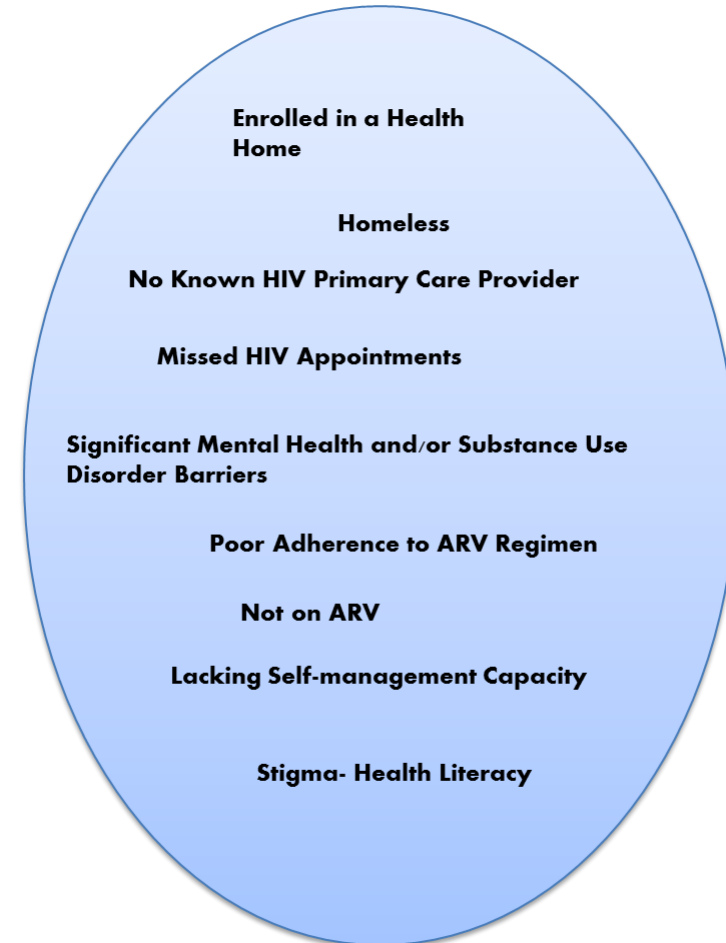 Enrolled in a Health
Home
Homeless
No Known HIV Primary Care Provider
Missed HIV Appointments
Significant Mental Health and/or Substance Use
Disorder Barriers
Poor Adherence to ARV Regimen
Not on ARV
Lacking Self-management Capacity
Stigma- Health Literacy